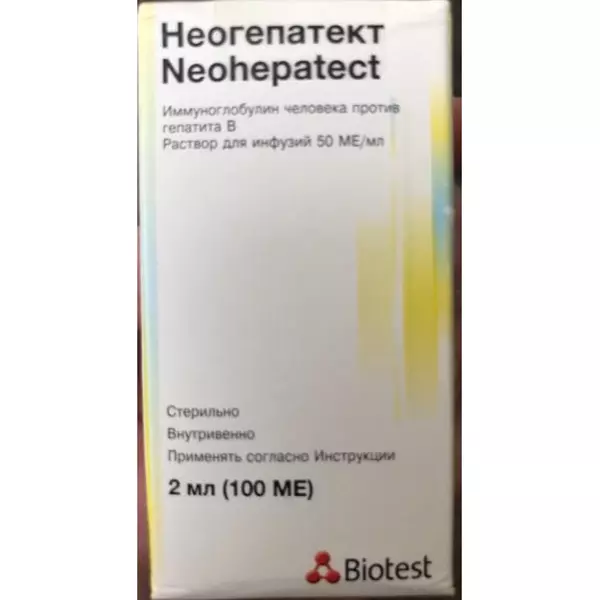 Неогепатект
Neohepatect
Иммуноглобулин человека против
гепатита В
Раствор для инфузий 50 МЕ/мл
Стерильно
Внутривенно
Применять согласно Инструкции
2 мл (100 МЕ)
Biotest